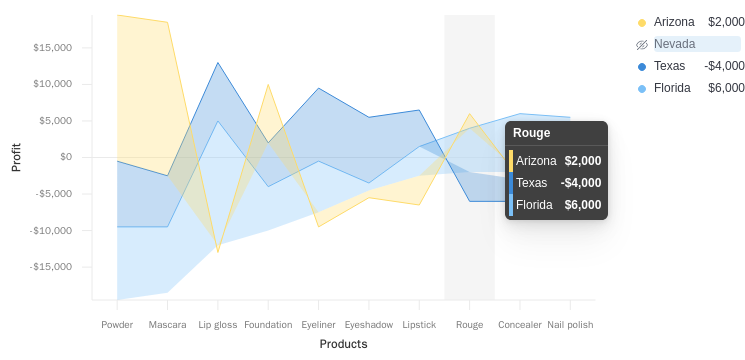 $15,000
$10,000
$5,000
$0
-$5,000
-$10,000
-$15,000
Profit
Powder Mascara Lip gloss Foundation Eyeliner Eyeshadow Lipstick Rouge Concealer Nail polish
Products
Rouge
Arizona $2,000
Texas -$4,000
Florida $6,000
Arizona $2,000
Nevada
Texas -$4,000
Florida $6,000